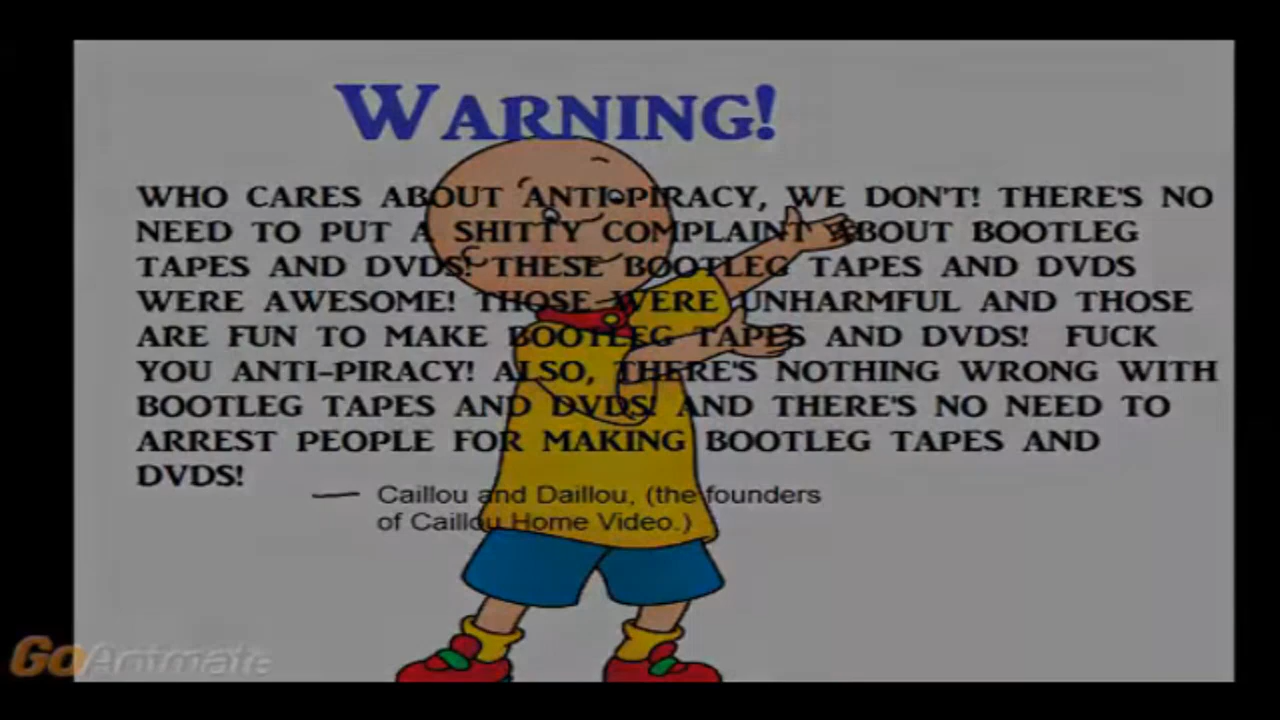 WARNING!
WHO CARES ABOUT ANTI-PIRACY, WE DON'T! THERE'S NO
NEED TO PUT A SHITTY COMPLAINT ABOUT BOOTLEG
TAPES AND DVDS! THESE BOOTLEG TAPES AND DVDS
WERE AWESOME! THOSE WERE UNHARMFUL AND THOSE
ARE FUN TO MAKE BOOTLEG TAPES AND DVDS! FUCK
YOU ANTI-PIRACY! ALSO, THERE'S NOTHING WRONG WITH
BOOTLEG TAPES AND DVDS! AND THERE'S NO NEED TO
ARREST PEOPLE FOR MAKING BOOTLEG TAPES AND
DVDS!
— Caillou and Daillou, (the founders
of Caillou Home Video.)
GoAnimate